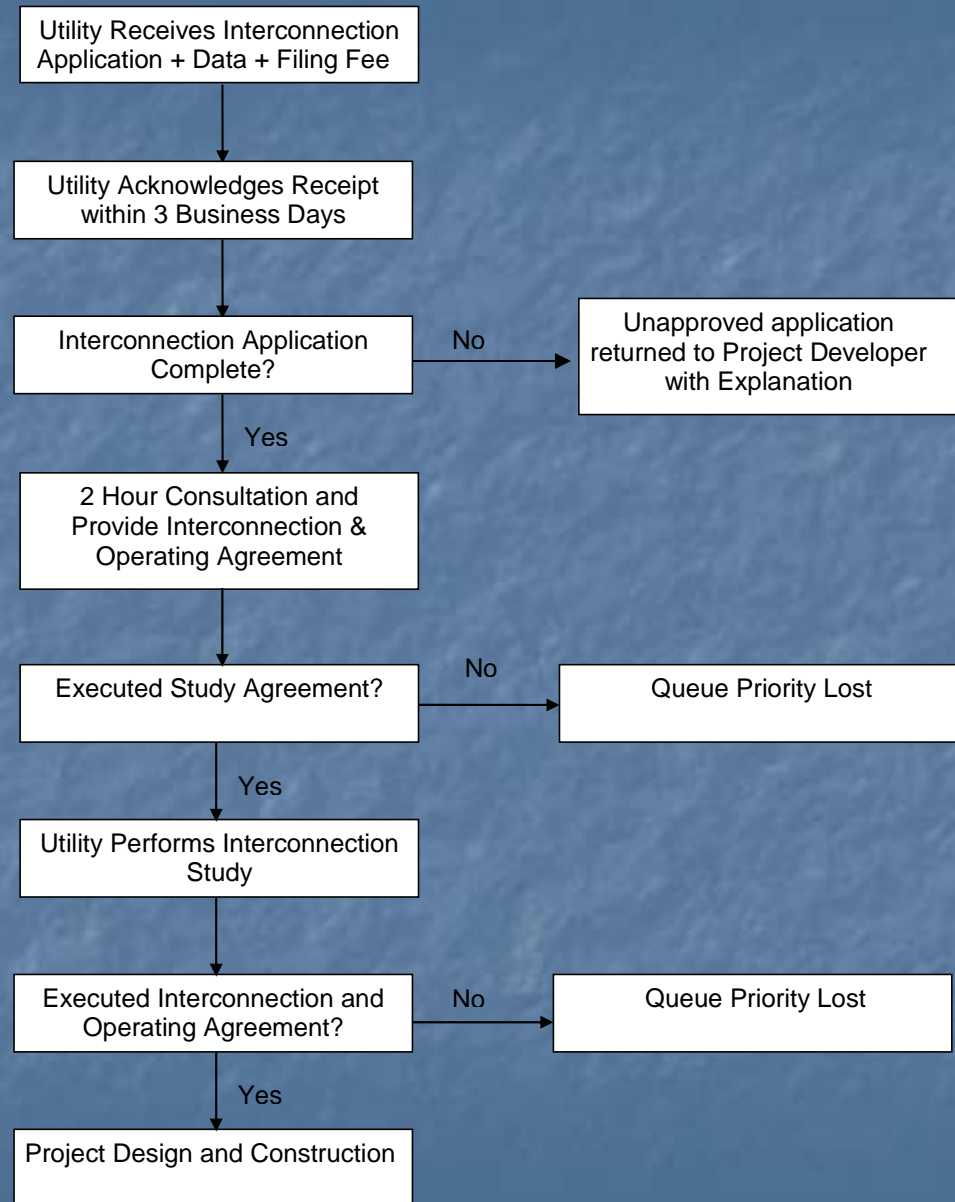 Utility Receives Interconnection
Application + Data + Filing Fee
Utility Acknowledges Receipt
within 3 Business Days
Interconnection Application
Complete?
No
Unapproved application
returned to Project Developer
with Explanation
Yes
2 Hour Consultation and
Provide Interconnection &
Operating Agreement
Executed Study Agreement?
No
Queue Priority Lost
Yes
Utility Performs Interconnection
Study
Executed Interconnection and
Operating Agreement?
No
Queue Priority Lost
Yes
Project Design and Construction